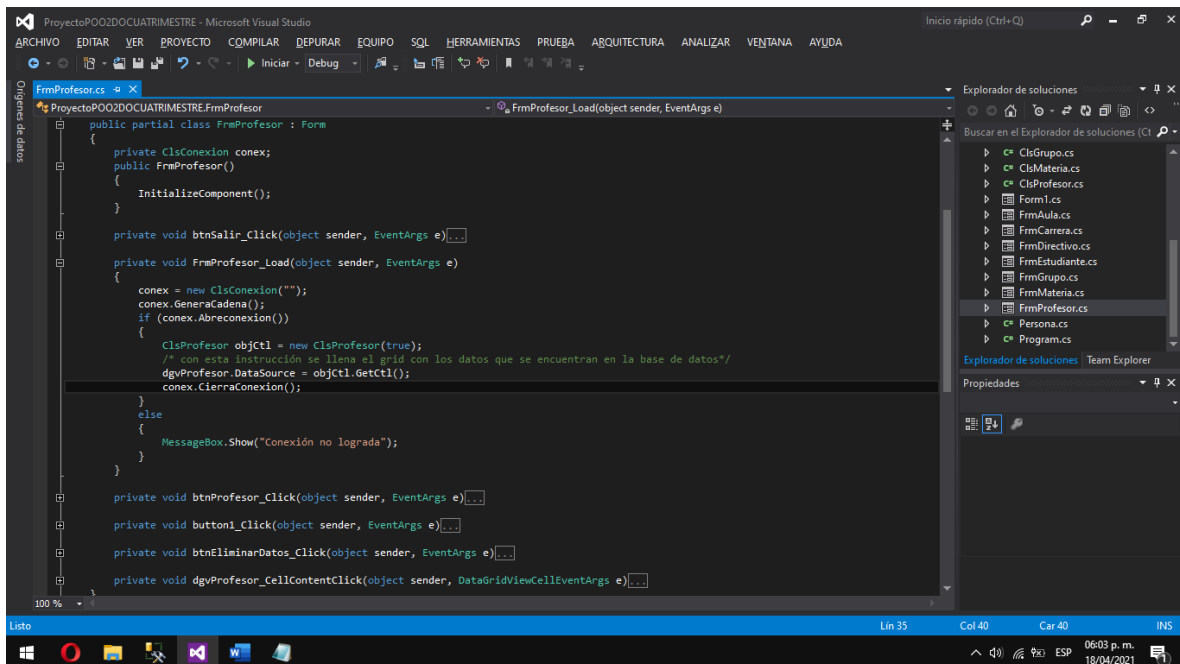 ProyectoPOO2DOCUATRIMESTRE - Microsoft Visual Studio
Inicio rápido (Ctrl+Q)
ARCHIVO EDITAR VER PROYECTO COMPILAR DEPURAR EQUIPO SQL HERRAMIENTAS PRUEBA ARQUITECTURA ANALIZAR VENTANA AYUDA
Iniciar Debug
Orígenes de datos
FrmProfesor.cs
ProyectoPOO2DOCUATRIMESTRE.FrmProfesor
FrmProfesor_Load(object sender, EventArgs e)
public partial class FrmProfesor : Form
{
private ClsConexion conex;
public FrmProfesor()
{
InitializeComponent();
}
private void btnSalir_Click(object sender, EventArgs e)...
private void FrmProfesor_Load(object sender, EventArgs e)
{
conex = new ClsConexion("");
conex.GeneraCadena();
if (conex.Abreconexion())
{
ClsProfesor objCtl = new ClsProfesor(true);
/* con esta instrucción se llena el grid con los datos que se encuentran en la base de datos*/
dgvProfesor.DataSource = objCtl.GetCtl();
conex.CierraConexion();
}
else
{
MessageBox.Show("Conexión no lograda");
}
}
private void btnProfesor_Click(object sender, EventArgs e)...
private void button1_Click(object sender, EventArgs e)...
private void btnEliminarDatos_Click(object sender, EventArgs e)...
private void dgvProfesor_CellContentClick(object sender, DataGridViewCellEventArgs e)...
}
100 %
Explorador de soluciones
Buscar en el Explorador de soluciones (Ct
ClsGrupo.cs
ClsMateria.cs
ClsProfesor.cs
Form1.cs
FrmAula.cs
FrmCarrera.cs
FrmDirectivo.cs
FrmEstudiante.cs
FrmGrupo.cs
FrmMateria.cs
FrmProfesor.cs
Persona.cs
Program.cs
Explorador de soluciones Team Explorer
Propiedades
Listo
Lín 35 Col 40 Car 40 INS
ESP
06:03 p. m.
18/04/2021